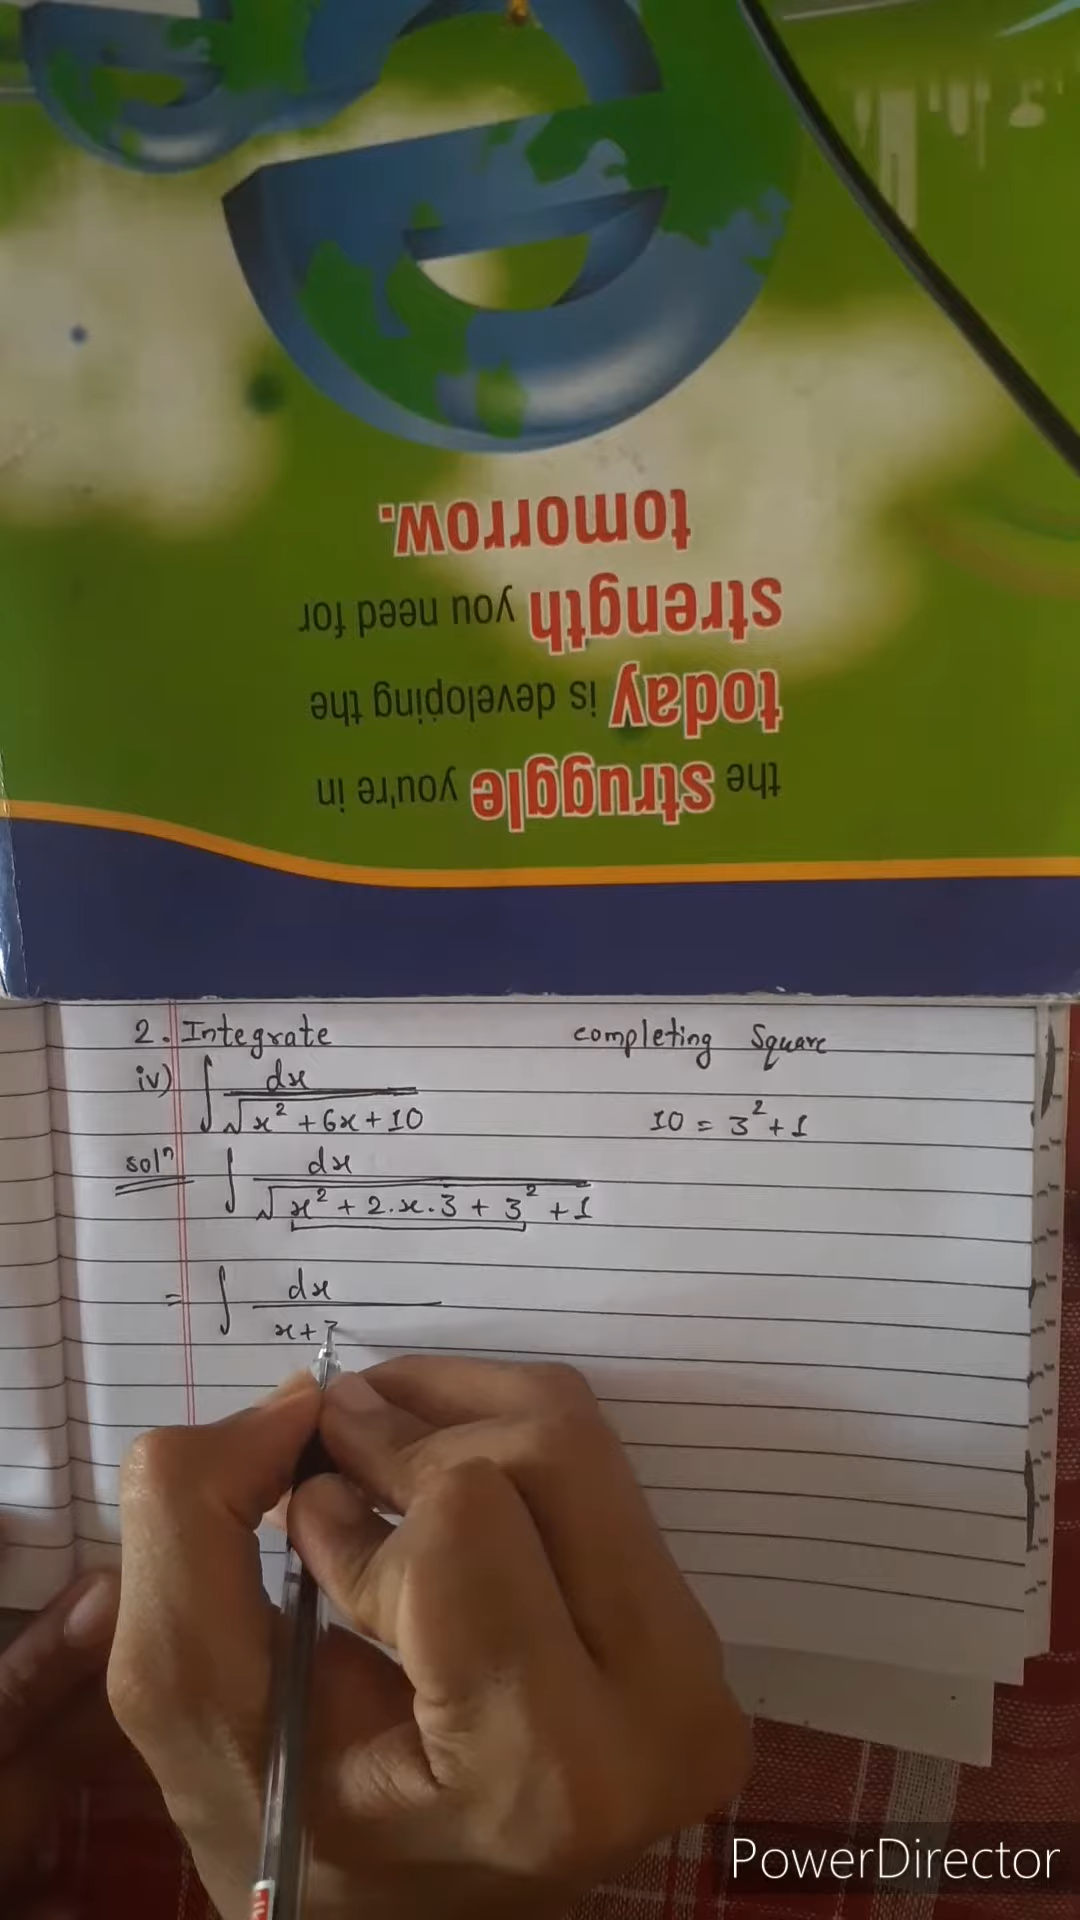 the struggle you're in
today is developing the
strength you need for
tomorrow.
2. Integrate completing Square
iv) ∫ dx / √x² + 6x + 10 10 = 3² + 1
solⁿ ∫ dx / √x² + 2.x.3 + 3² + 1
= ∫ dx / x + 3
PowerDirector